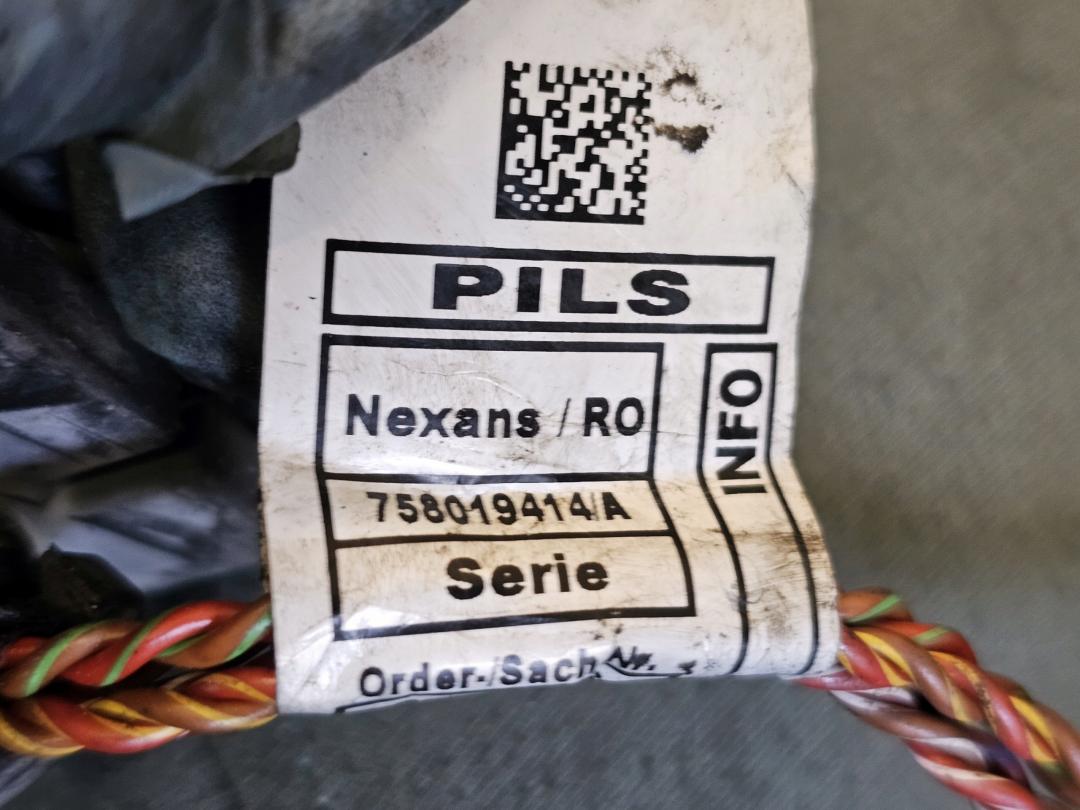 PILS
Nexans / RO
INFO
758019414/A
Serie
Order-/Sach-Nr.